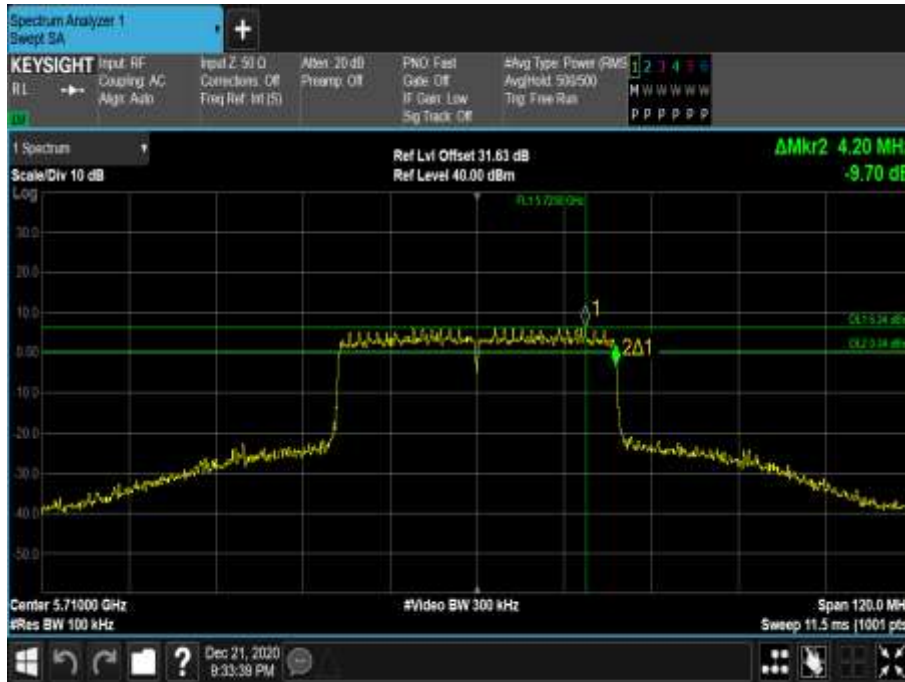 Spectrum Analyzer 1
Swept SA
+
KEYSIGHT Input: RF Input Z: 50 Ω Atten: 20 dB PNO: Fast #Avg Type: Power (RMS 1 2 3 4 5 6
RL Coupling: AC Corrections: Off Preamp: Off Gate: Off Avg|Hold: 500/500 M W W W W W
Align: Auto Freq Ref: Int (S) IF Gain: Low Trig: Free Run
Sig Track: Off P P P P P P
1 Spectrum ΔMkr2 4.20 MH
Ref Lvl Offset 31.63 dB
Scale/Div 10 dB Ref Level 40.00 dBm -9.70 dB
Log
30.0
20.0
10.0 1
0.00 2Δ1
-10.0
-20.0
-30.0
-40.0
-50.0
Center 5.71000 GHz #Video BW 300 kHz Span 120.0 MH
#Res BW 100 kHz Sweep 11.5 ms (1001 pts
? Dec 21, 2020
9:33:39 PM